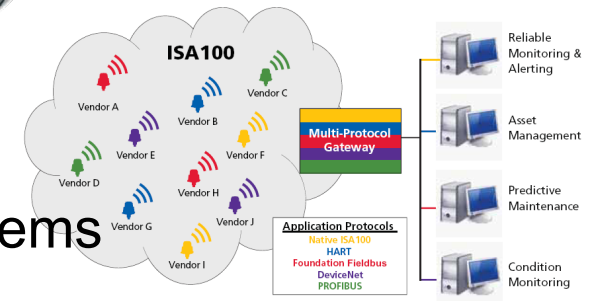 ISA100
Vendor A
Vendor B
Vendor C
Vendor E
Vendor F
Vendor D
Vendor H
Vendor G
Vendor J
Vendor I
ems
Multi-Protocol
Gateway
Application Protocols
Native ISA100
HART
Foundation Fieldbus
DeviceNet
PROFIBUS
Reliable
Monitoring &
Alerting
Asset
Management
Predictive
Maintenance
Condition
Monitoring